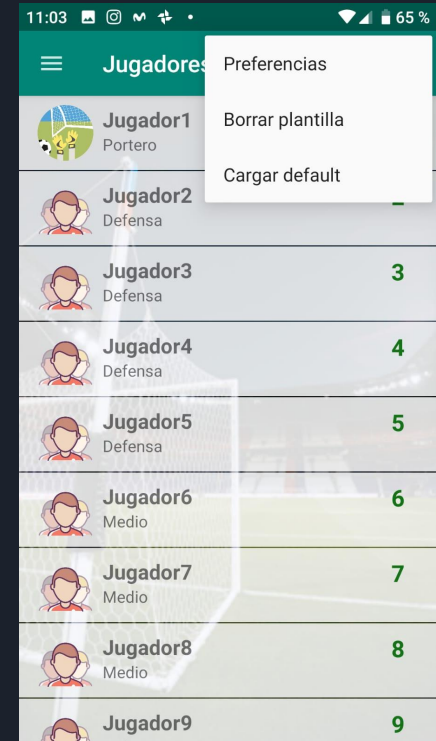 11:03 65 %
Jugadores
Preferencias
Borrar plantilla
Cargar default
Jugador1
Portero
Jugador2
Defensa
Jugador3 3
Defensa
Jugador4 4
Defensa
Jugador5 5
Defensa
Jugador6 6
Medio
Jugador7 7
Medio
Jugador8 8
Medio
Jugador9 9